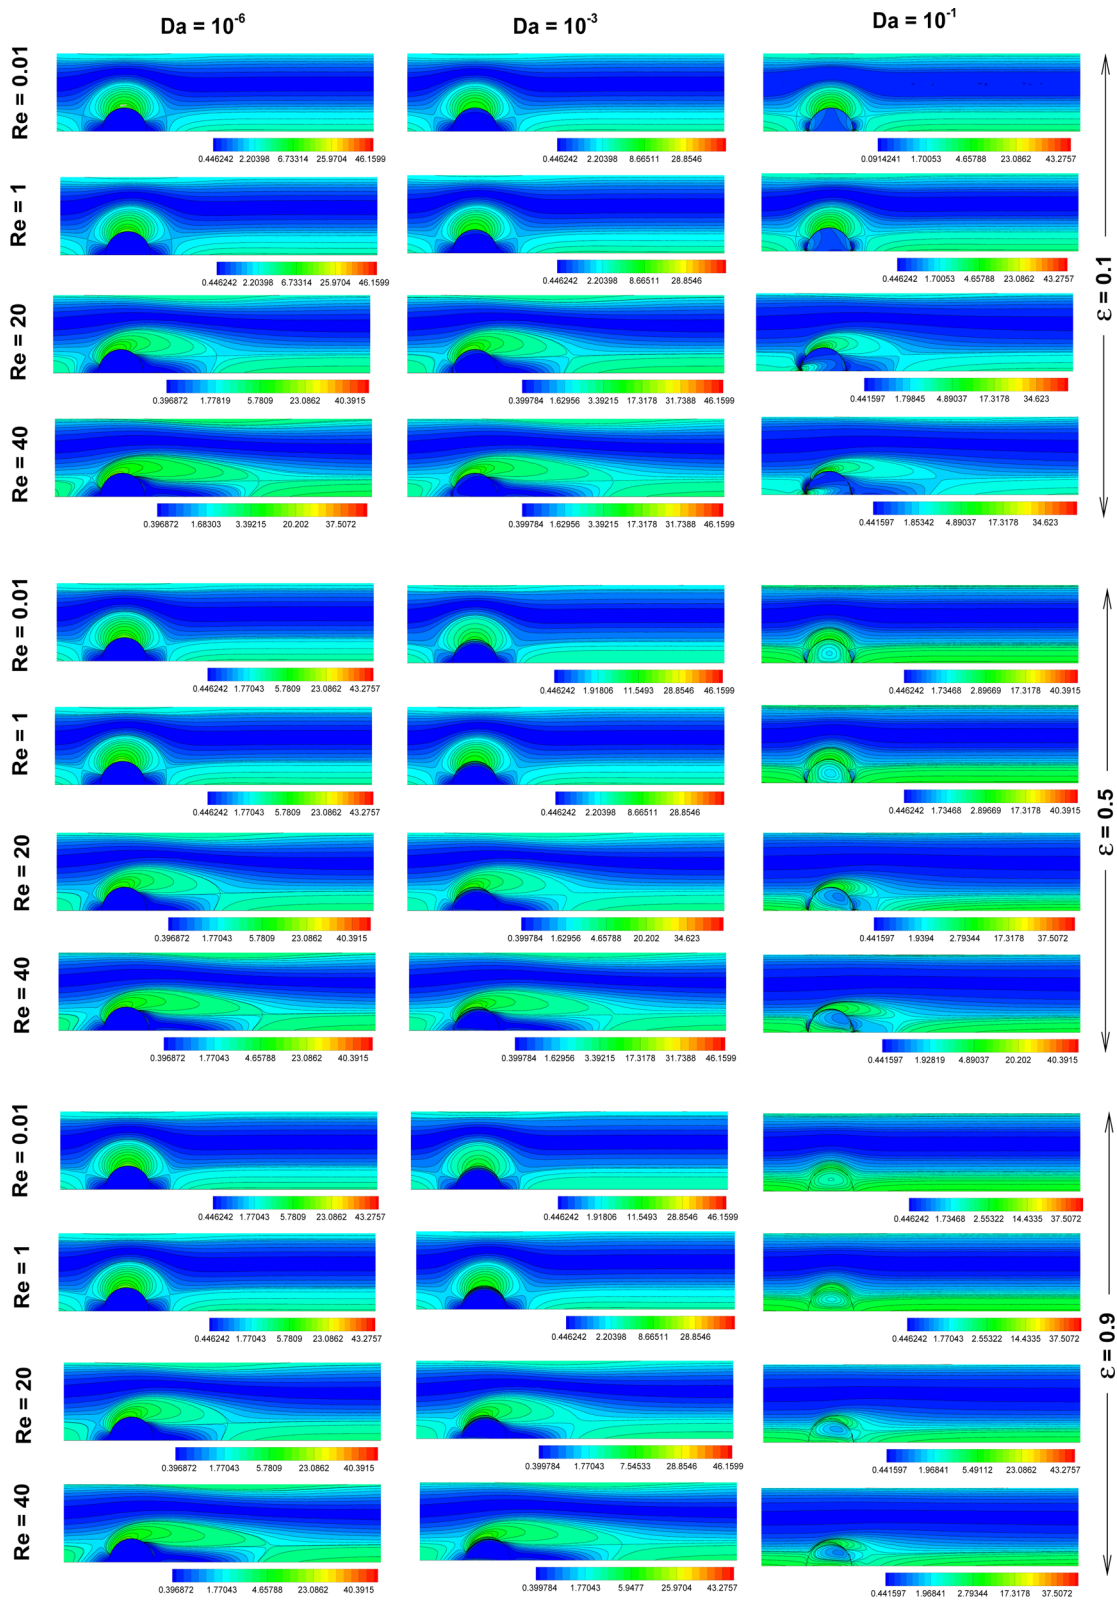 Da = 10⁻⁶ Da = 10⁻³ Da = 10⁻¹
Re = 0.01
0.446242 2.20398 6.73314 25.9704 46.1599
0.446242 2.20398 8.66511 28.8546
0.0914241 1.70053 4.65788 23.0862 43.2757
Re = 1
0.446242 2.20398 6.73314 25.9704 46.1599
0.446242 2.20398 8.66511 28.8546
0.446242 1.70053 4.65788 23.0862 43.2757
ε = 0.1
Re = 20
0.396872 1.77819 5.7809 23.0862 40.3915
0.399784 1.62956 3.39215 17.3178 31.7388 46.1599
0.441597 1.79845 4.89037 17.3178 34.623
Re = 40
0.396872 1.68303 3.39215 20.202 37.5072
0.399784 1.62956 3.39215 17.3178 31.7388 46.1599
0.441597 1.85342 4.89037 17.3178 34.623
Re = 0.01
0.446242 1.77043 5.7809 23.0862 43.2757
0.446242 1.91806 11.5493 28.8546 46.1599
0.446242 1.73468 2.89669 17.3178 40.3915
Re = 1
0.446242 1.77043 5.7809 23.0862 43.2757
0.446242 2.20398 8.66511 28.8546
0.446242 1.73468 2.89669 17.3178 40.3915
ε = 0.5
Re = 20
0.396872 1.77043 5.7809 23.0862 40.3915
0.399784 1.62956 4.65788 20.202 34.623
0.441597 1.9394 2.79344 17.3178 37.5072
Re = 40
0.396872 1.77043 4.65788 23.0862 40.3915
0.399784 1.62956 3.39215 17.3178 31.7388 46.1599
0.441597 1.92819 4.89037 20.202 40.3915
Re = 0.01
0.446242 1.77043 5.7809 23.0862 43.2757
0.446242 1.91806 11.5493 28.8546 46.1599
0.446242 1.73468 2.55322 14.4335 37.5072
Re = 1
0.446242 1.77043 5.7809 23.0862 43.2757
0.446242 2.20398 8.66511 28.8546
0.446242 1.77043 2.55322 14.4335 37.5072
ε = 0.9
Re = 20
0.396872 1.77043 5.7809 23.0862 40.3915
0.399784 1.77043 7.54533 28.8546 46.1599
0.441597 1.96841 5.49112 23.0862 43.2757
Re = 40
0.396872 1.77043 4.65788 23.0862 40.3915
0.399784 1.77043 5.9477 25.9704 43.2757
0.441597 1.96841 2.79344 17.3178 37.5072